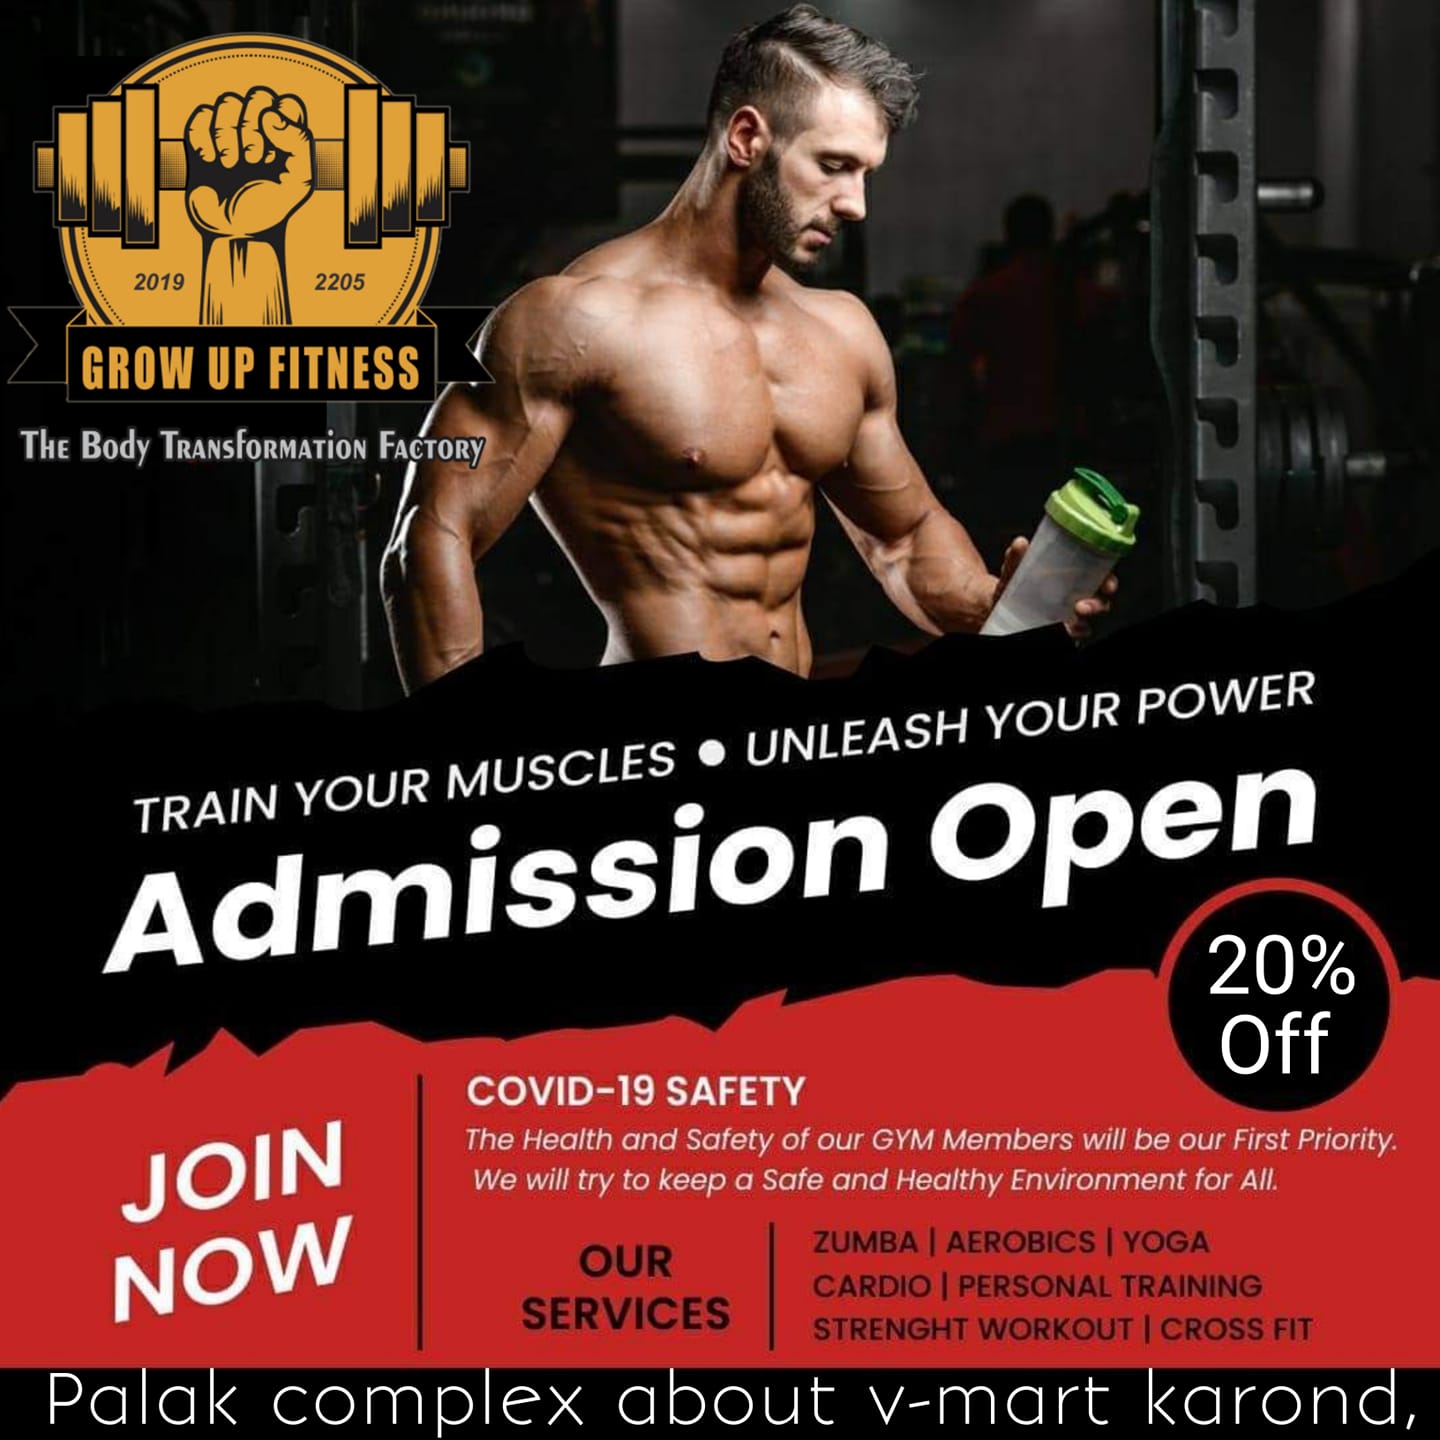 2019 2205
GROW UP FITNESS
The Body Transformation Factory
TRAIN YOUR MUSCLES ● UNLEASH YOUR POWER
Admission Open
20%
Off
JOIN
NOW
COVID-19 SAFETY
The Health and Safety of our GYM Members will be our First Priority.
We will try to keep a Safe and Healthy Environment for All.
OUR
SERVICES
ZUMBA | AEROBICS | YOGA
CARDIO | PERSONAL TRAINING
STRENGHT WORKOUT | CROSS FIT
Palak complex about v-mart karond,